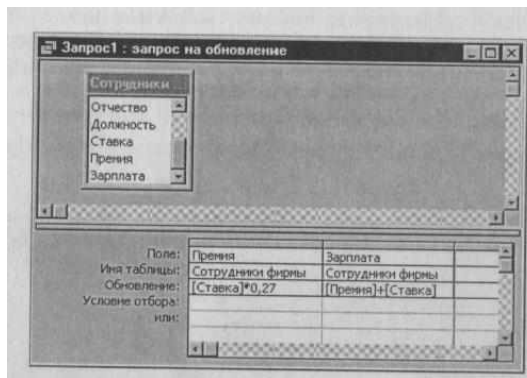 Запрос1 : запрос на обновление
Сотрудники ...
Отчество
Должность
Ставка
Премия
Зарплата
Поле: Премия Зарплата
Имя таблицы: Сотрудники фирмы Сотрудники фирмы
Обновление: [Ставка]*0,27 [Премия]+[Ставка]
Условие отбора:
или: